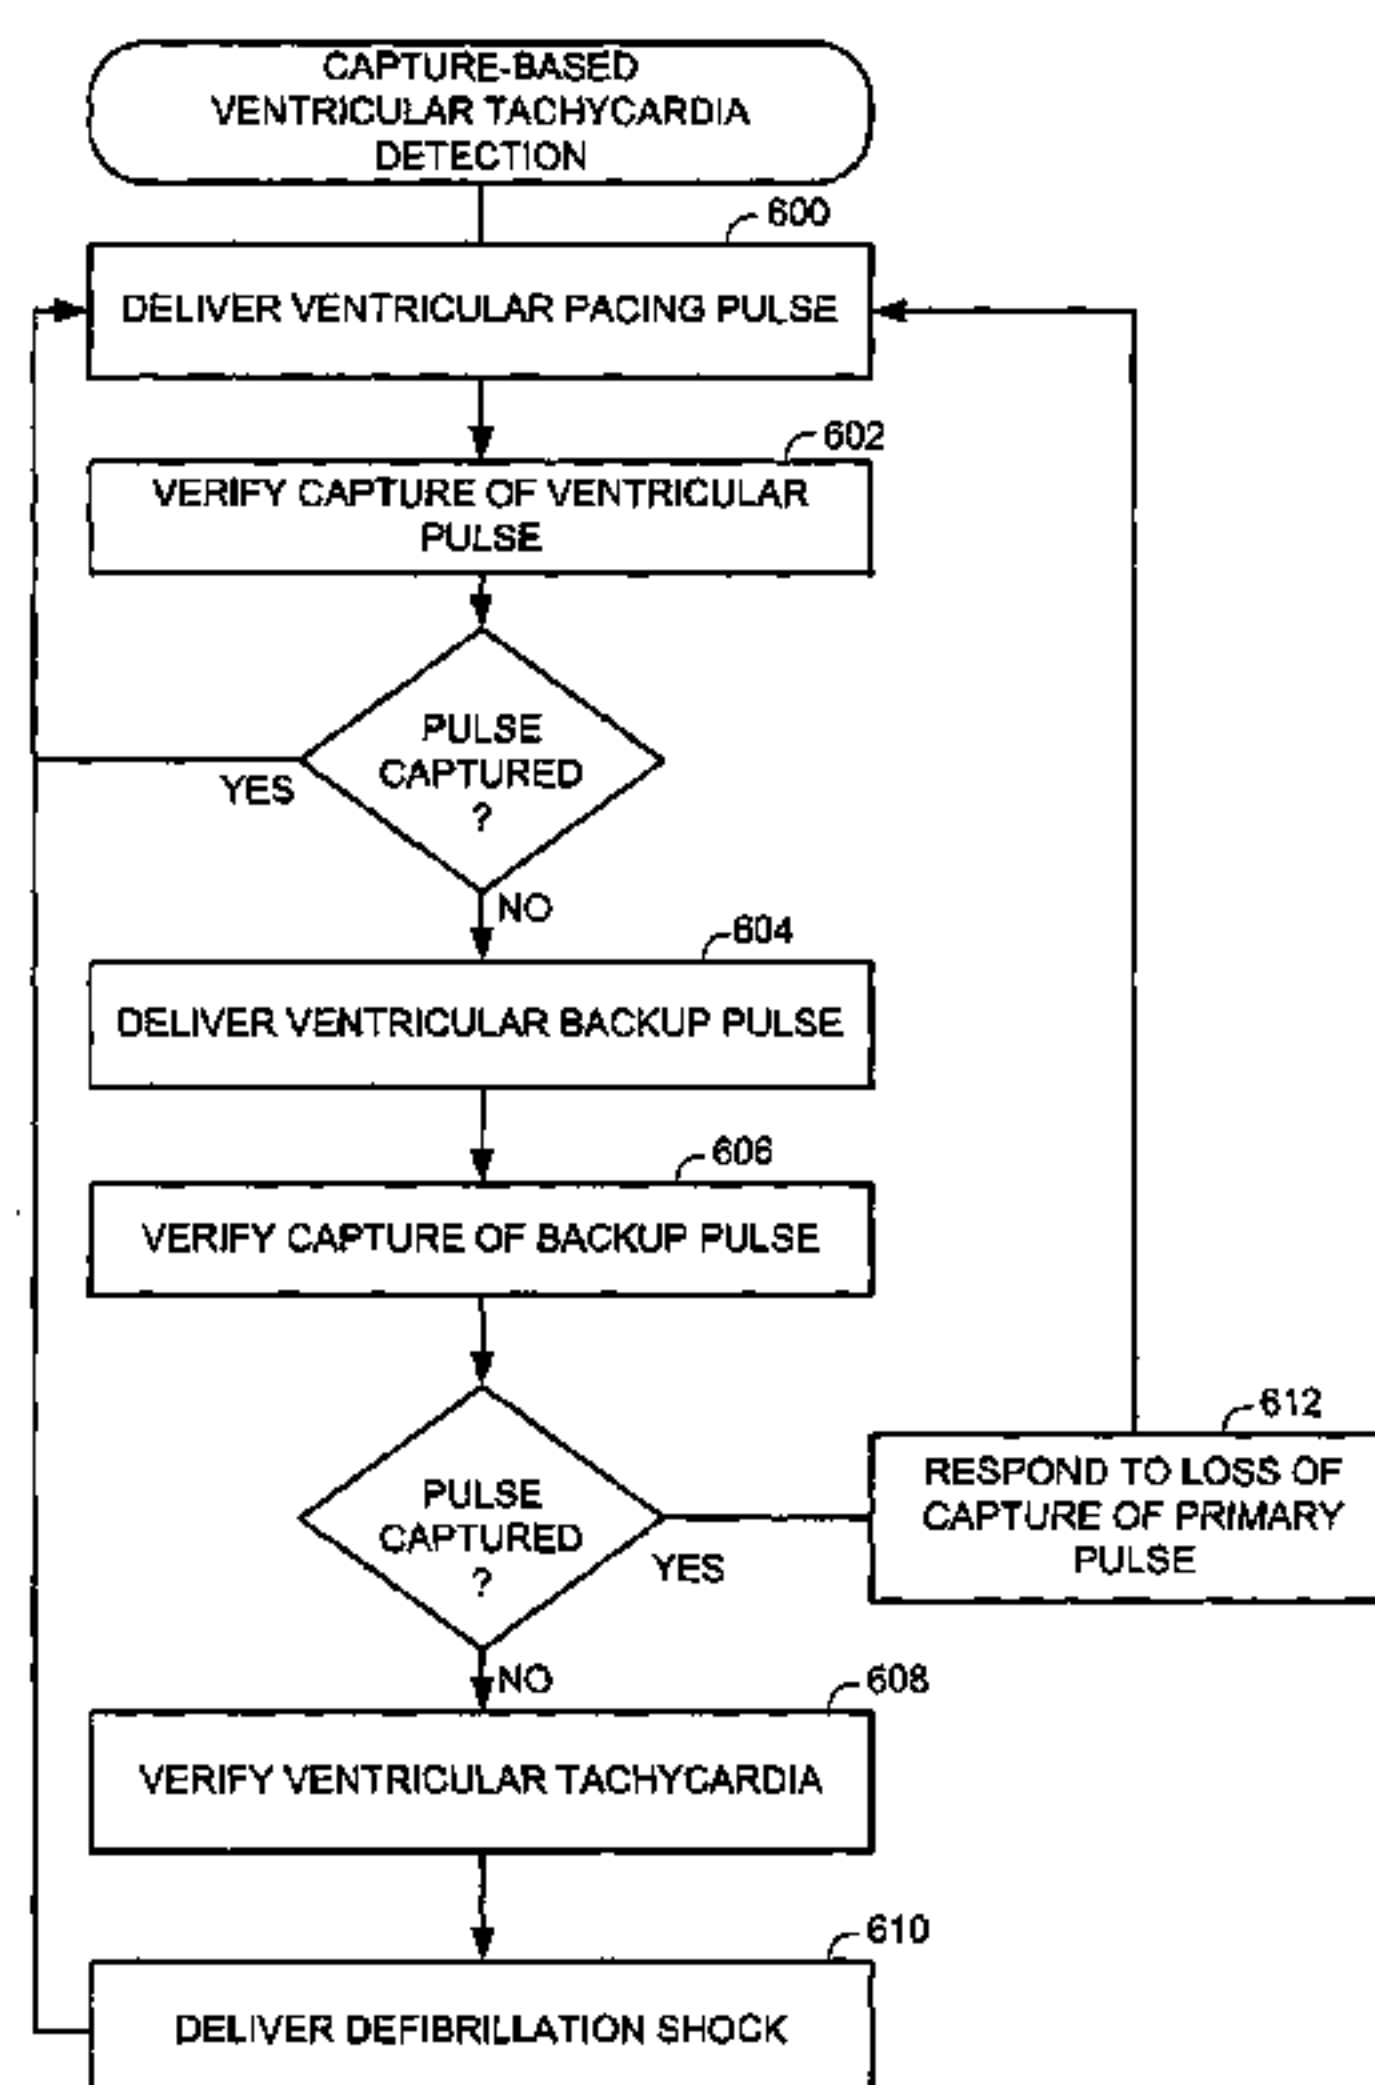 CAPTURE-BASED
VENTRICULAR TACHYCARDIA
DETECTION
600
DELIVER VENTRICULAR PACING PULSE
602
VERIFY CAPTURE OF VENTRICULAR
PULSE
PULSE
CAPTURED
?
YES
NO
604
DELIVER VENTRICULAR BACKUP PULSE
606
VERIFY CAPTURE OF BACKUP PULSE
PULSE
CAPTURED
?
YES
612
RESPOND TO LOSS OF
CAPTURE OF PRIMARY
PULSE
NO
608
VERIFY VENTRICULAR TACHYCARDIA
610
DELIVER DEFIBRILLATION SHOCK